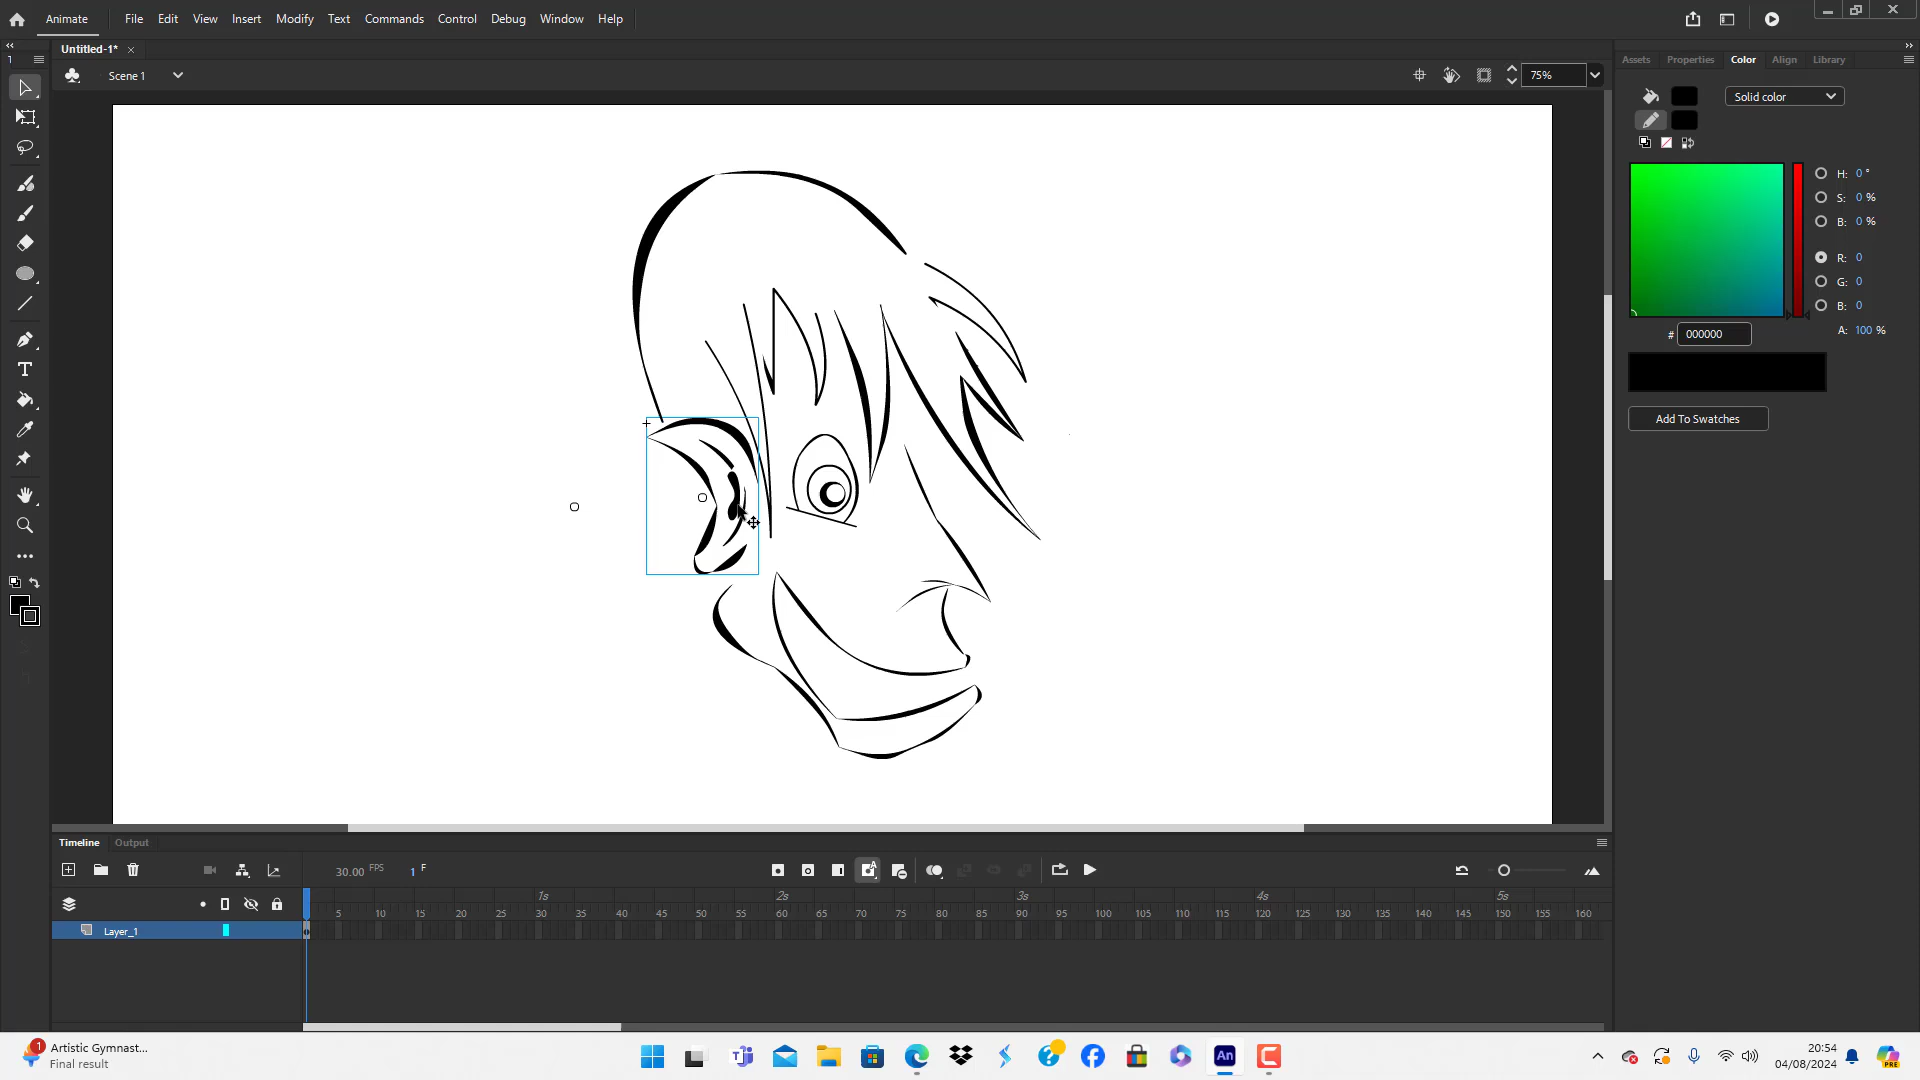 Animate File Edit View Insert Modify Text Commands Control Debug Window Help
Untitled-1*
Scene 1
75%
1
Assets Properties Color Align Library
Solid color
H: 0 °
S: 0 %
B: 0 %
R: 0
G: 0
B: 0
A: 100 %
# 000000
Add To Swatches
Timeline Output
30.00 FPS 1 F
1s 2s 3s 4s 5s
5 10 15 20 25 30 35 40 45 50 55 60 65 70 75 80 85 90 95 100 105 110 115 120 125 130 135 140 145 150 155 160
Layer_1
1 Artistic Gymnast...
Final result
An
PRE
20:54
04/08/2024